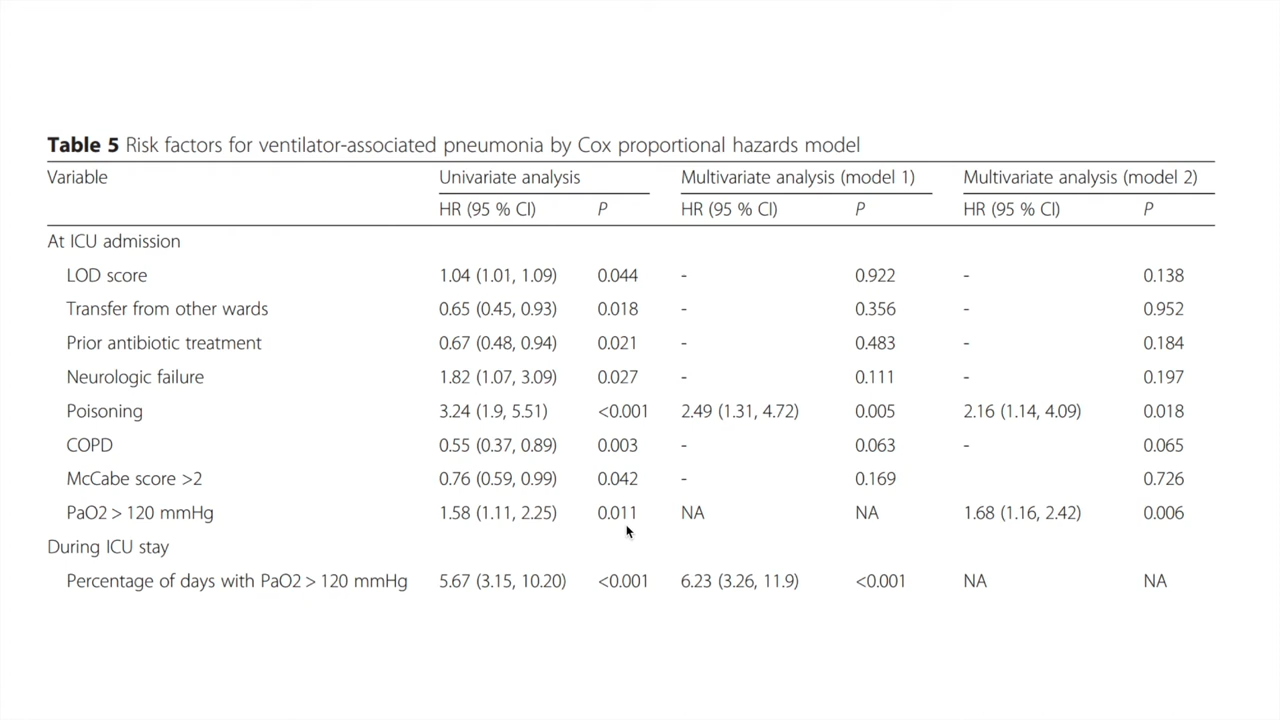 Table 5 Risk factors for ventilator-associated pneumonia by Cox proportional hazards model
Variable Univariate analysis Multivariate analysis (model 1) Multivariate analysis (model 2)
HR (95 % CI) P HR (95 % CI) P HR (95 % CI) P
At ICU admission
LOD score 1.04 (1.01, 1.09) 0.044 - 0.922 - 0.138
Transfer from other wards 0.65 (0.45, 0.93) 0.018 - 0.356 - 0.952
Prior antibiotic treatment 0.67 (0.48, 0.94) 0.021 - 0.483 - 0.184
Neurologic failure 1.82 (1.07, 3.09) 0.027 - 0.111 - 0.197
Poisoning 3.24 (1.9, 5.51) <0.001 2.49 (1.31, 4.72) 0.005 2.16 (1.14, 4.09) 0.018
COPD 0.55 (0.37, 0.89) 0.003 - 0.063 - 0.065
McCabe score >2 0.76 (0.59, 0.99) 0.042 - 0.169 0.726
PaO2 > 120 mmHg 1.58 (1.11, 2.25) 0.011 NA NA 1.68 (1.16, 2.42) 0.006
During ICU stay
Percentage of days with PaO2 > 120 mmHg 5.67 (3.15, 10.20) <0.001 6.23 (3.26, 11.9) <0.001 NA NA